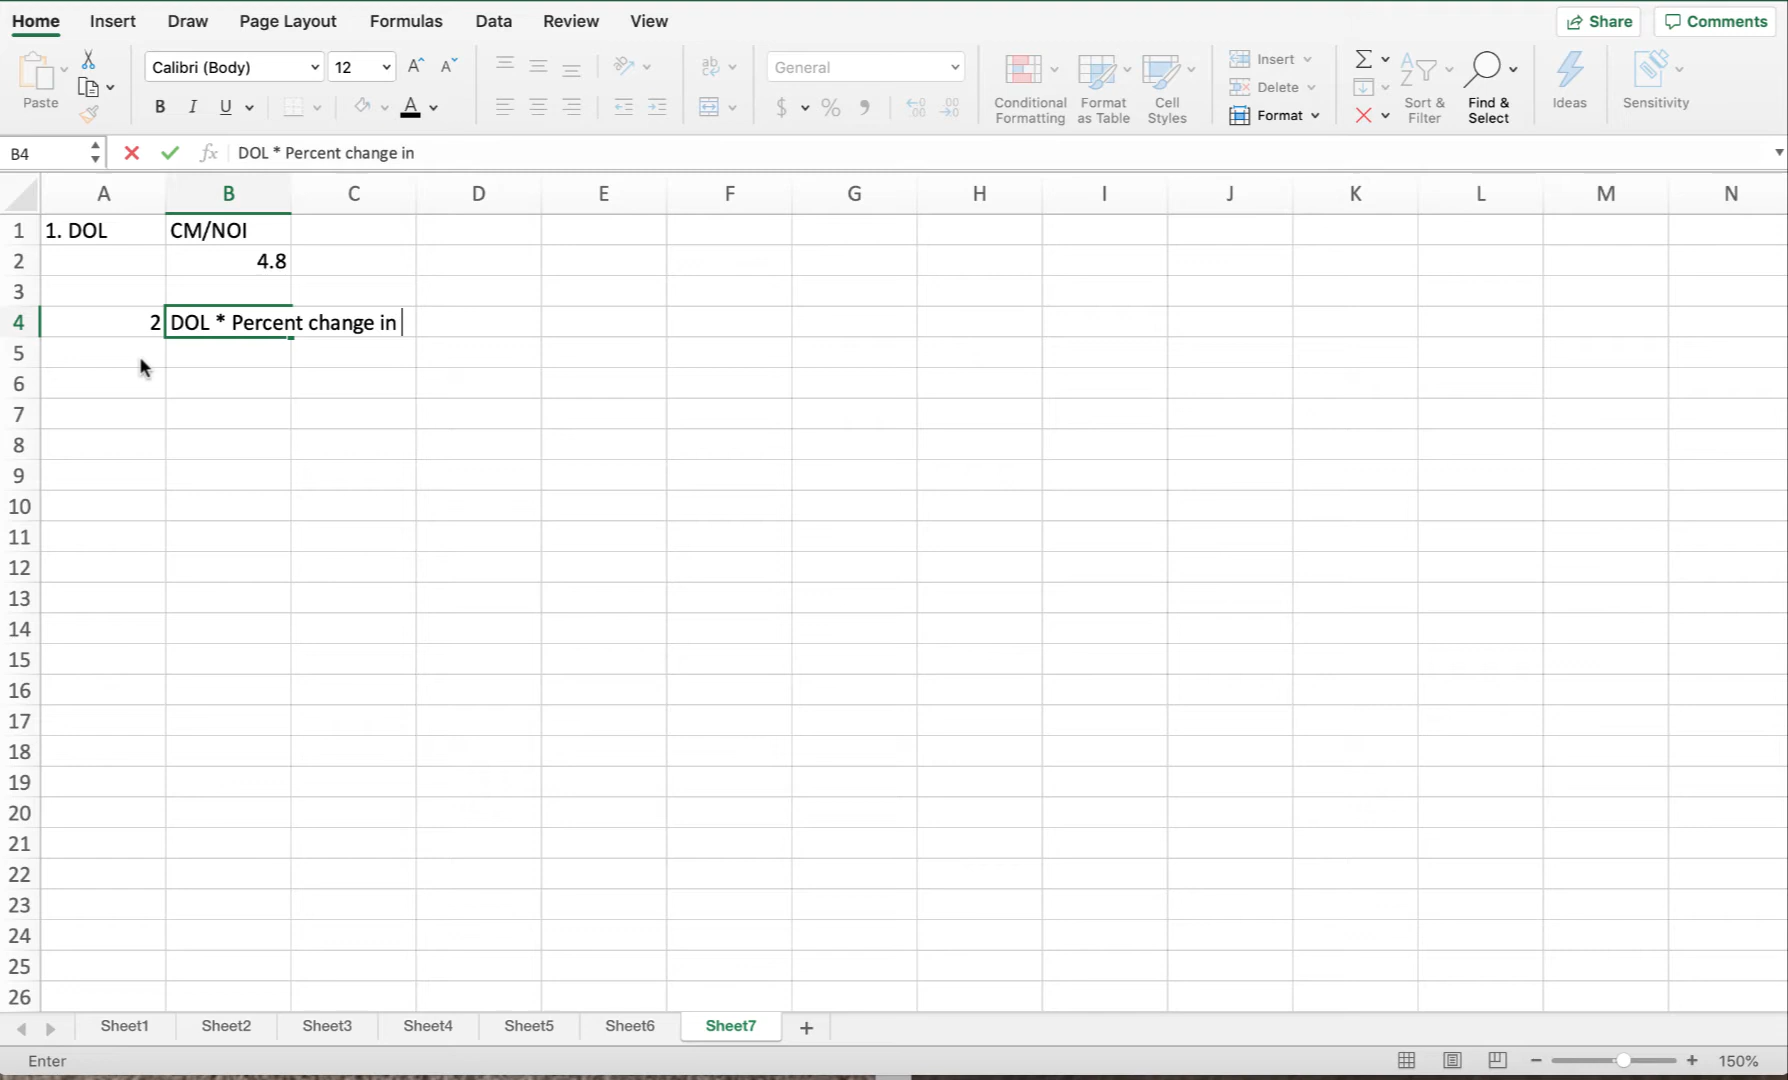 Home Insert Draw Page Layout Formulas Data Review View Share Comments
Paste Calibri (Body) 12 A^ A˅ ab General Insert Σ A Z
B I U A $ % , Conditional Formatting Format as Table Cell Styles Delete Format Sort & Filter Find & Select Ideas Sensitivity
B4 fx DOL * Percent change in
A B C D E F G H I J K L M N
1 1. DOL CM/NOI
2 4.8
3
4 2 DOL * Percent change in
5
6
7
8
9
10
11
12
13
14
15
16
17
18
19
20
21
22
23
24
25
26
Sheet1 Sheet2 Sheet3 Sheet4 Sheet5 Sheet6 Sheet7 +
Enter 150%